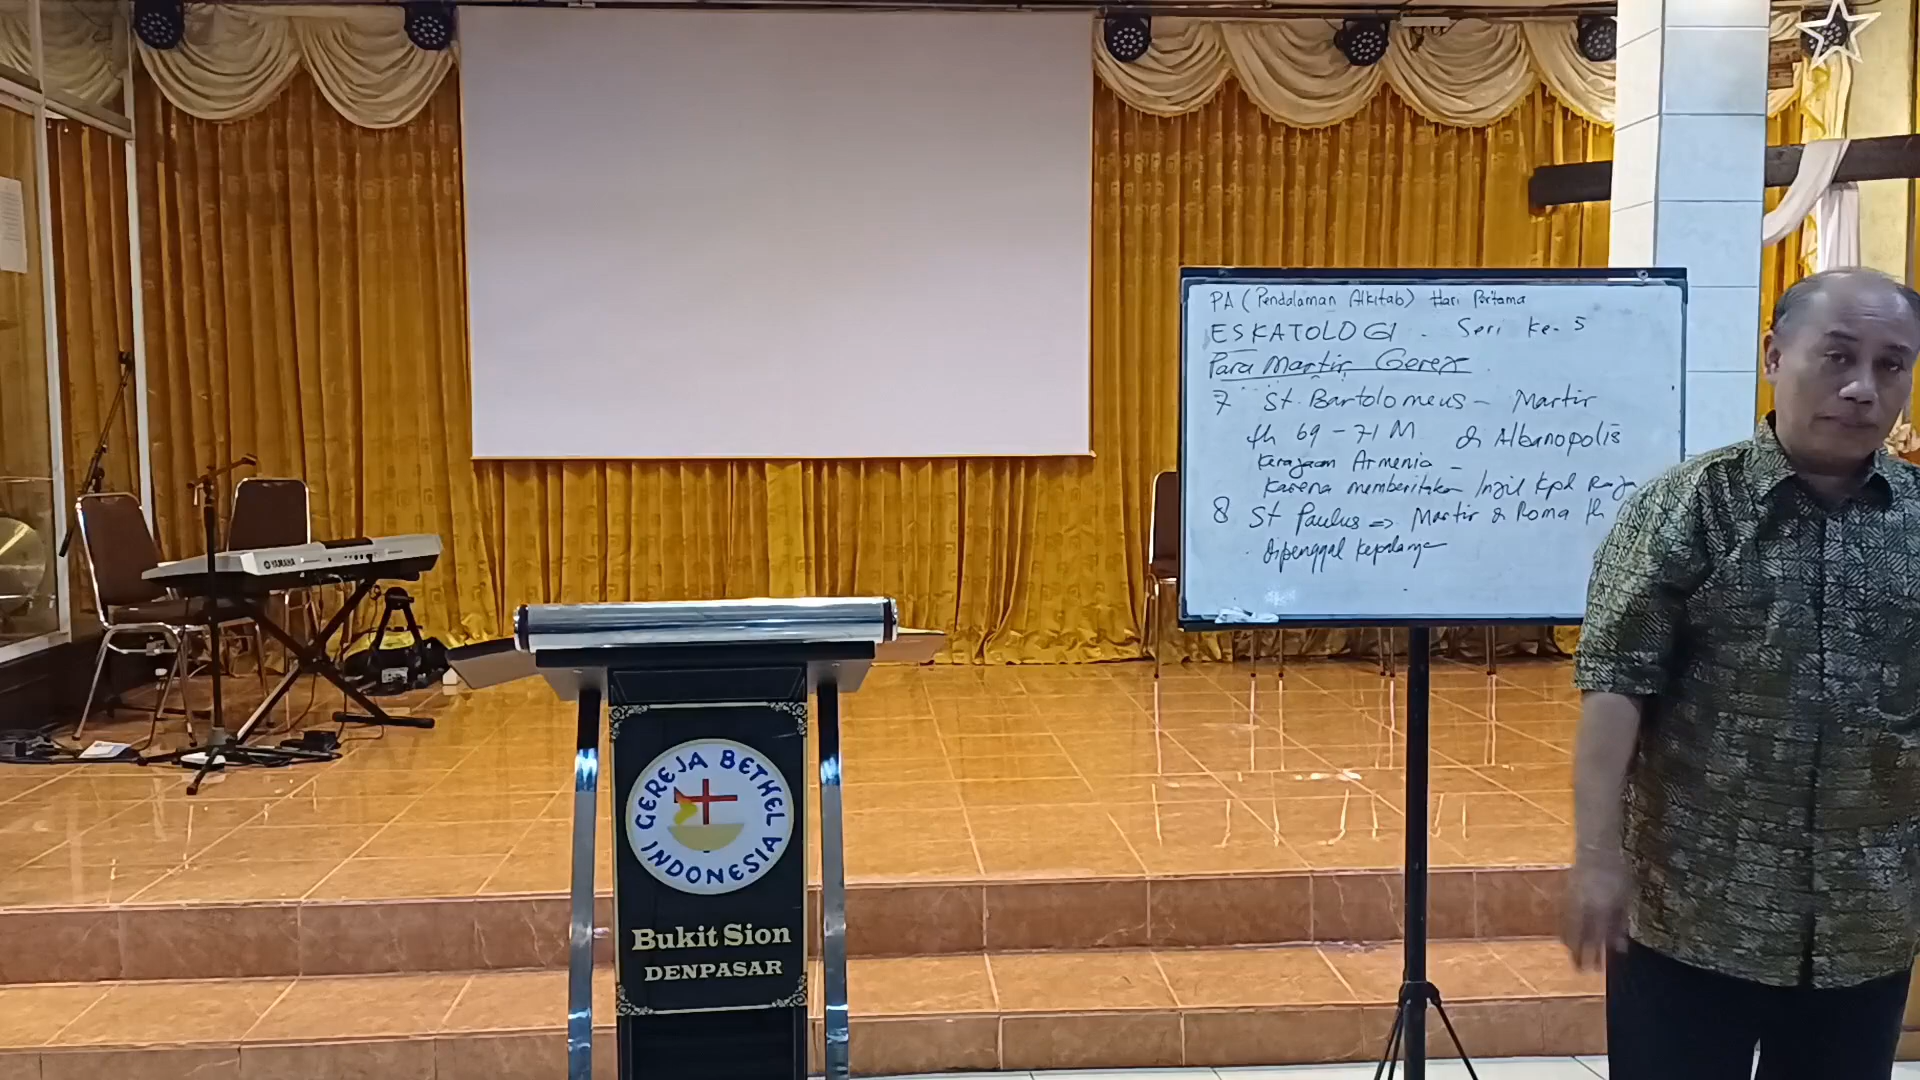 PA (Pendalaman Alkitab) Hari Pertama
ESKATOLOGI - Seri ke-5
Para Martir Gereja
7 St. Bartolomeus - Martir
th 69 - 71 M di Albanopolis
Kerajaan Armenia -
Karena memberitakan Injil kpd Raja
8 St Paulus => Martir di Roma th
dipenggal kepalanya
YAMAHA
GEREJA BETHEL INDONESIA
Bukit Sion
DENPASAR